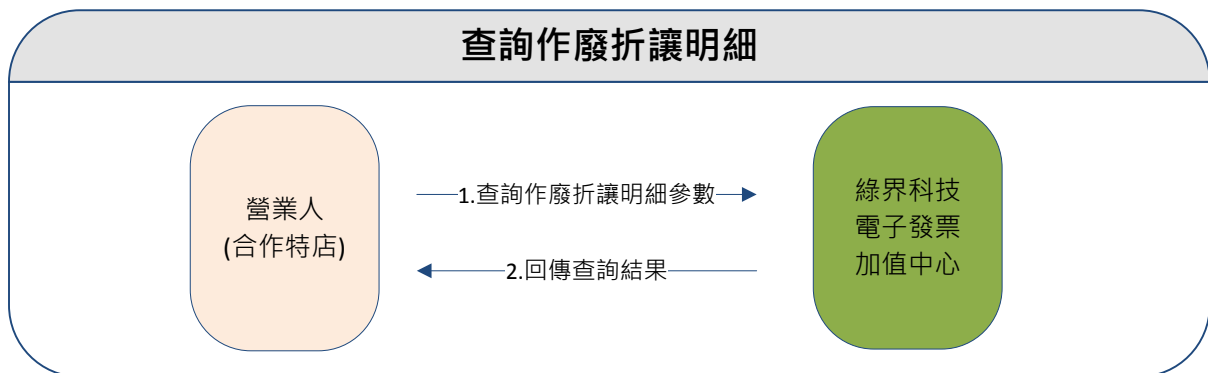 查詢作廢折讓明細
營業人
(合作特店)
1.查詢作廢折讓明細參數
2.回傳查詢結果
綠界科技
電子發票
加值中心